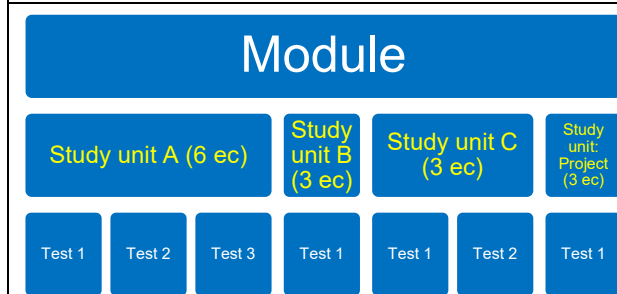 Module
Study unit A (6 ec)
Study
unit B
(3 ec)
Study unit C
(3 ec)
Study
unit:
Project
(3 ec)
Test 1
Test 2
Test 3
Test 1
Test 1
Test 2
Test 1